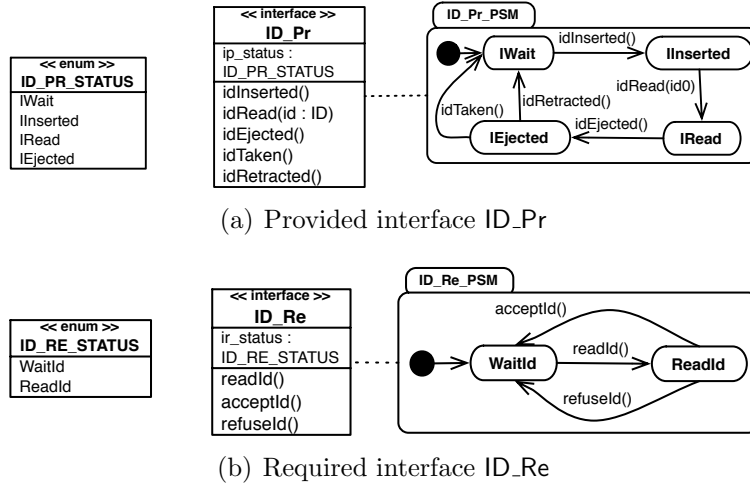 << enum >>
ID_PR_STATUS
IWait
IInserted
IRead
IEjected
<< interface >>
ID_Pr
ip_status :
ID_PR_STATUS
idInserted()
idRead(id : ID)
idEjected()
idTaken()
idRetracted()
ID_Pr_PSM
IWait
idInserted()
IInserted
idRead(id0)
idRetracted()
idTaken()
idEjected()
IEjected
IRead
(a) Provided interface ID_Pr
<< enum >>
ID_RE_STATUS
WaitId
ReadId
<< interface >>
ID_Re
ir_status :
ID_RE_STATUS
readId()
acceptId()
refuseId()
ID_Re_PSM
acceptId()
WaitId
readId()
ReadId
refuseId()
(b) Required interface ID_Re